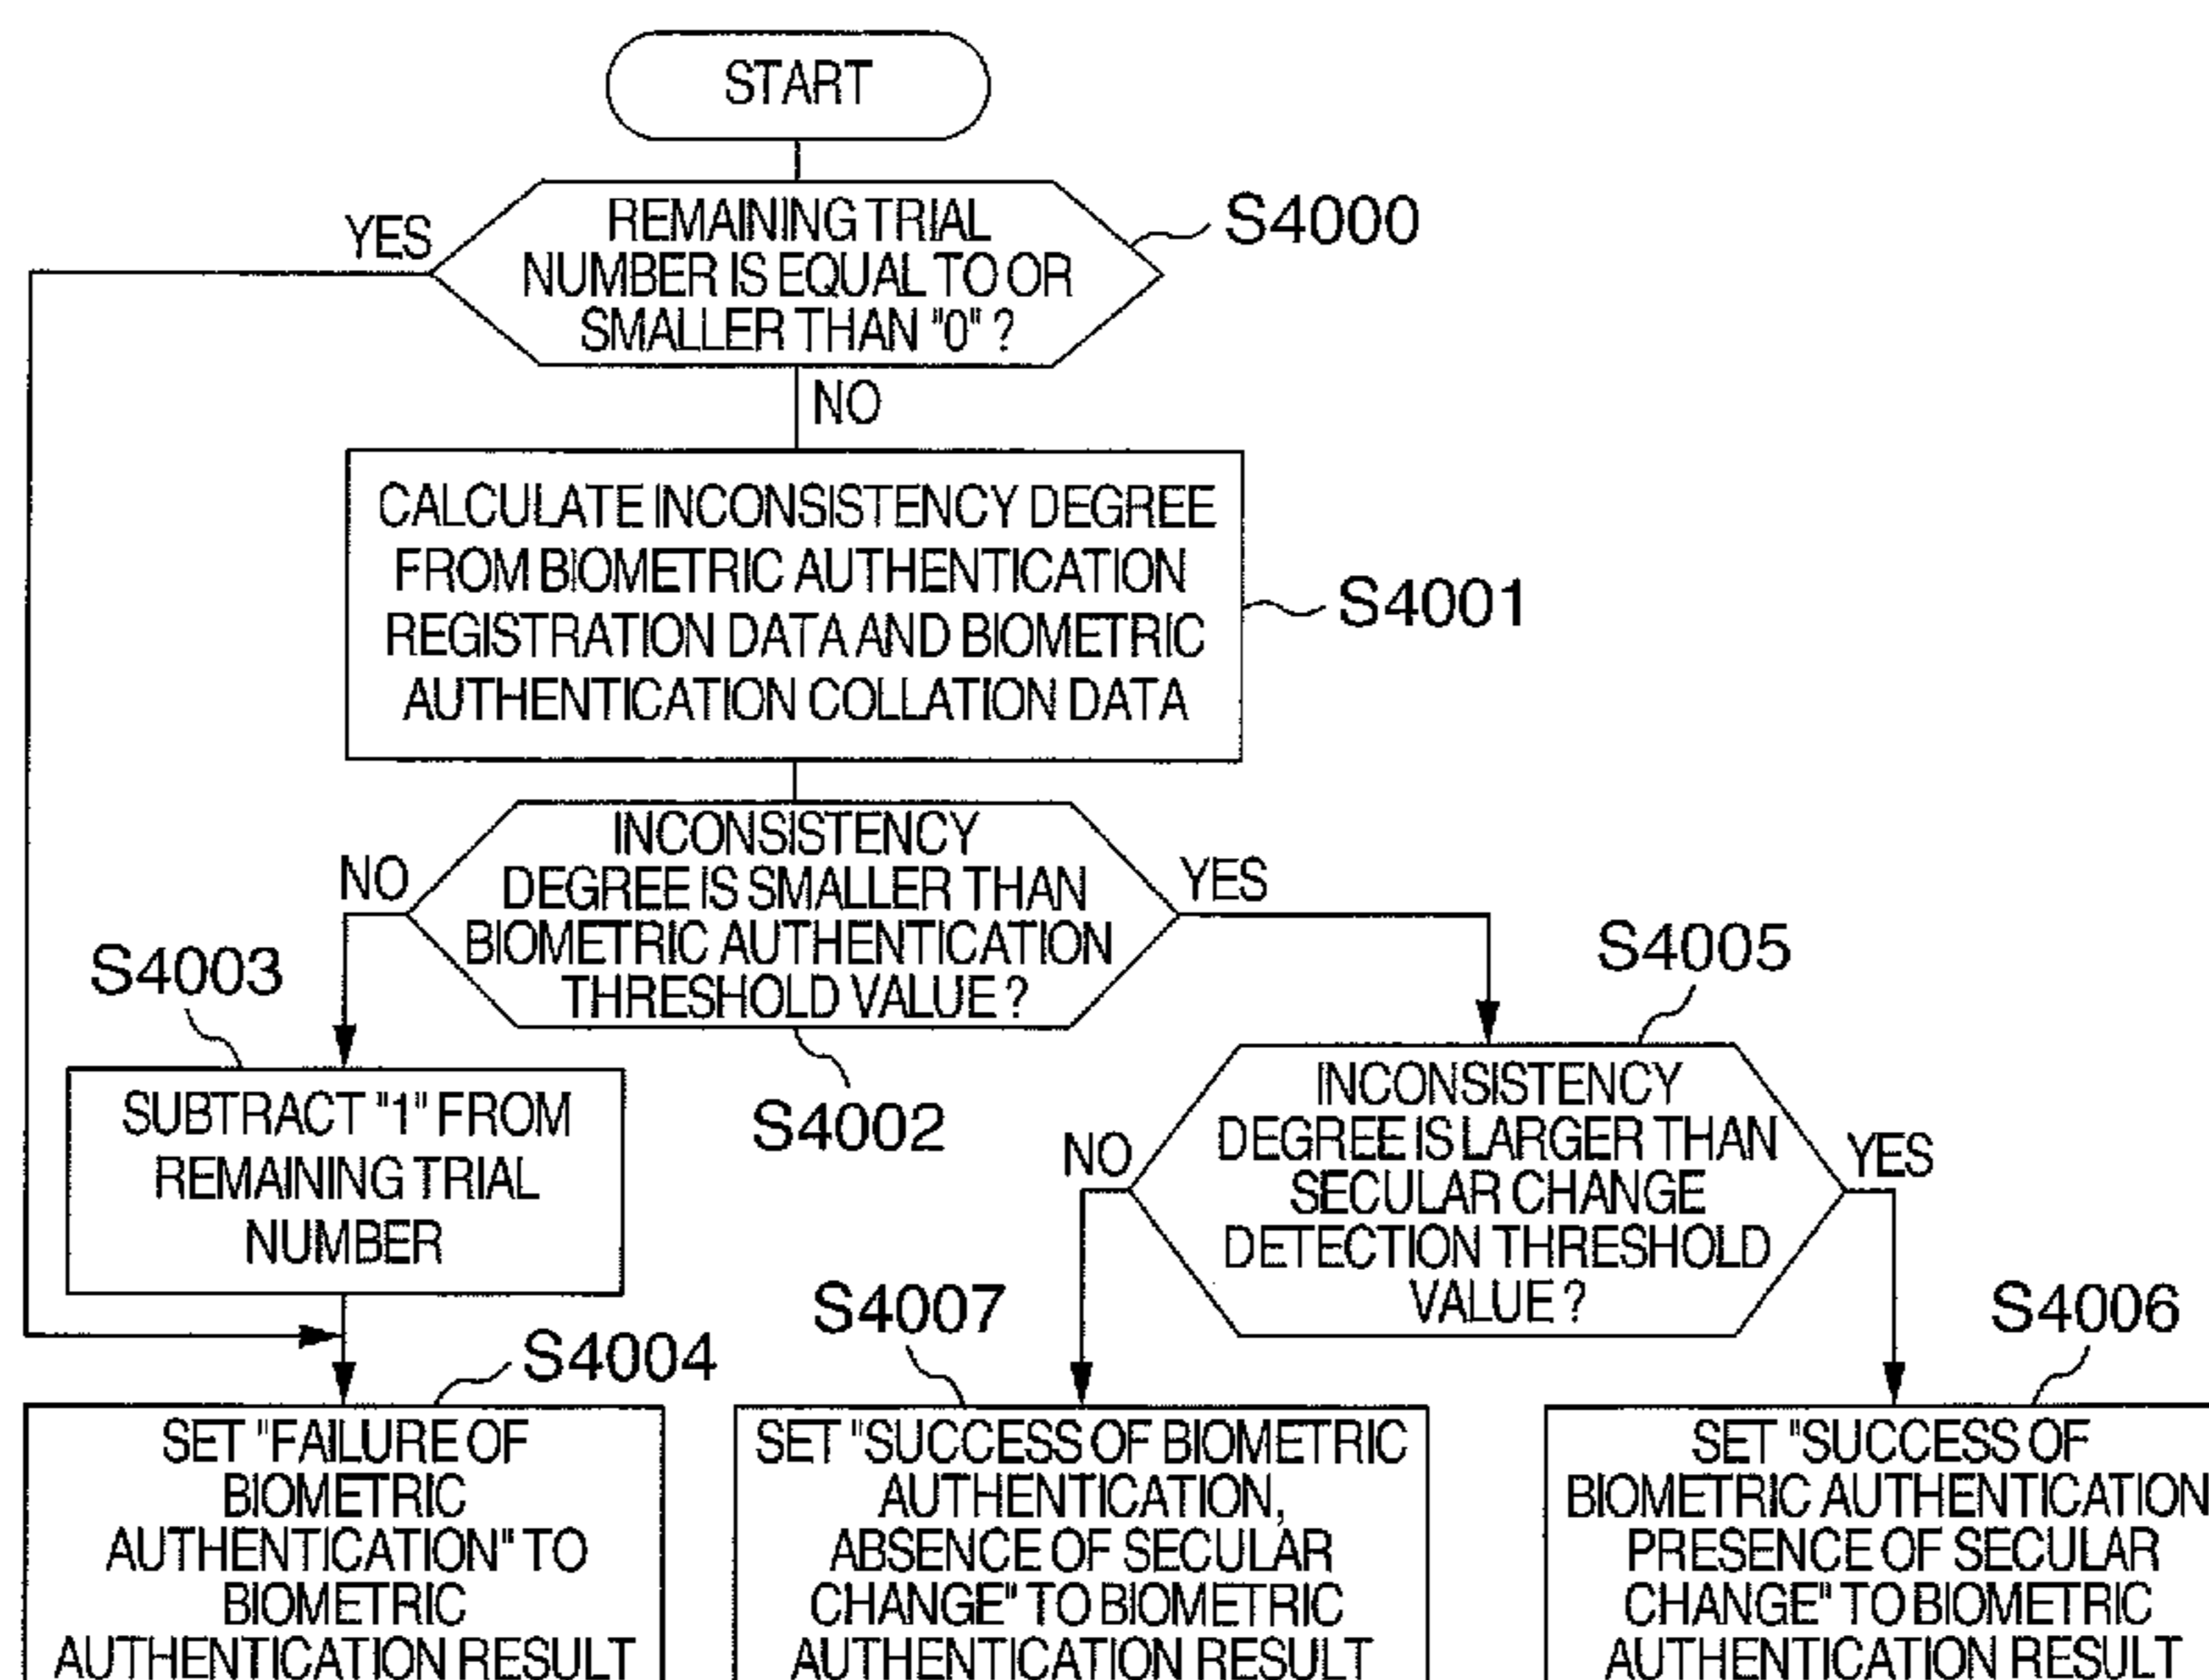 START
YES
REMAINING TRIAL
NUMBER IS EQUAL TO OR
SMALLER THAN "0" ?
S4000
NO
CALCULATE INCONSISTENCY DEGREE
FROM BIOMETRIC AUTHENTICATION
REGISTRATION DATA AND BIOMETRIC
AUTHENTICATION COLLATION DATA
S4001
INCONSISTENCY
DEGREE IS SMALLER THAN
BIOMETRIC AUTHENTICATION
THRESHOLD VALUE ?
NO
YES
S4002
S4003
SUBTRACT "1" FROM
REMAINING TRIAL
NUMBER
S4005
INCONSISTENCY
DEGREE IS LARGER THAN
SECULAR CHANGE
DETECTION THRESHOLD
VALUE ?
NO
YES
S4004
SET "FAILURE OF
BIOMETRIC
AUTHENTICATION" TO
BIOMETRIC
AUTHENTICATION RESULT
S4007
SET "SUCCESS OF BIOMETRIC
AUTHENTICATION,
ABSENCE OF SECULAR
CHANGE" TO BIOMETRIC
AUTHENTICATION RESULT
S4006
SET "SUCCESS OF
BIOMETRIC AUTHENTICATION
PRESENCE OF SECULAR
CHANGE" TO BIOMETRIC
AUTHENTICATION RESULT